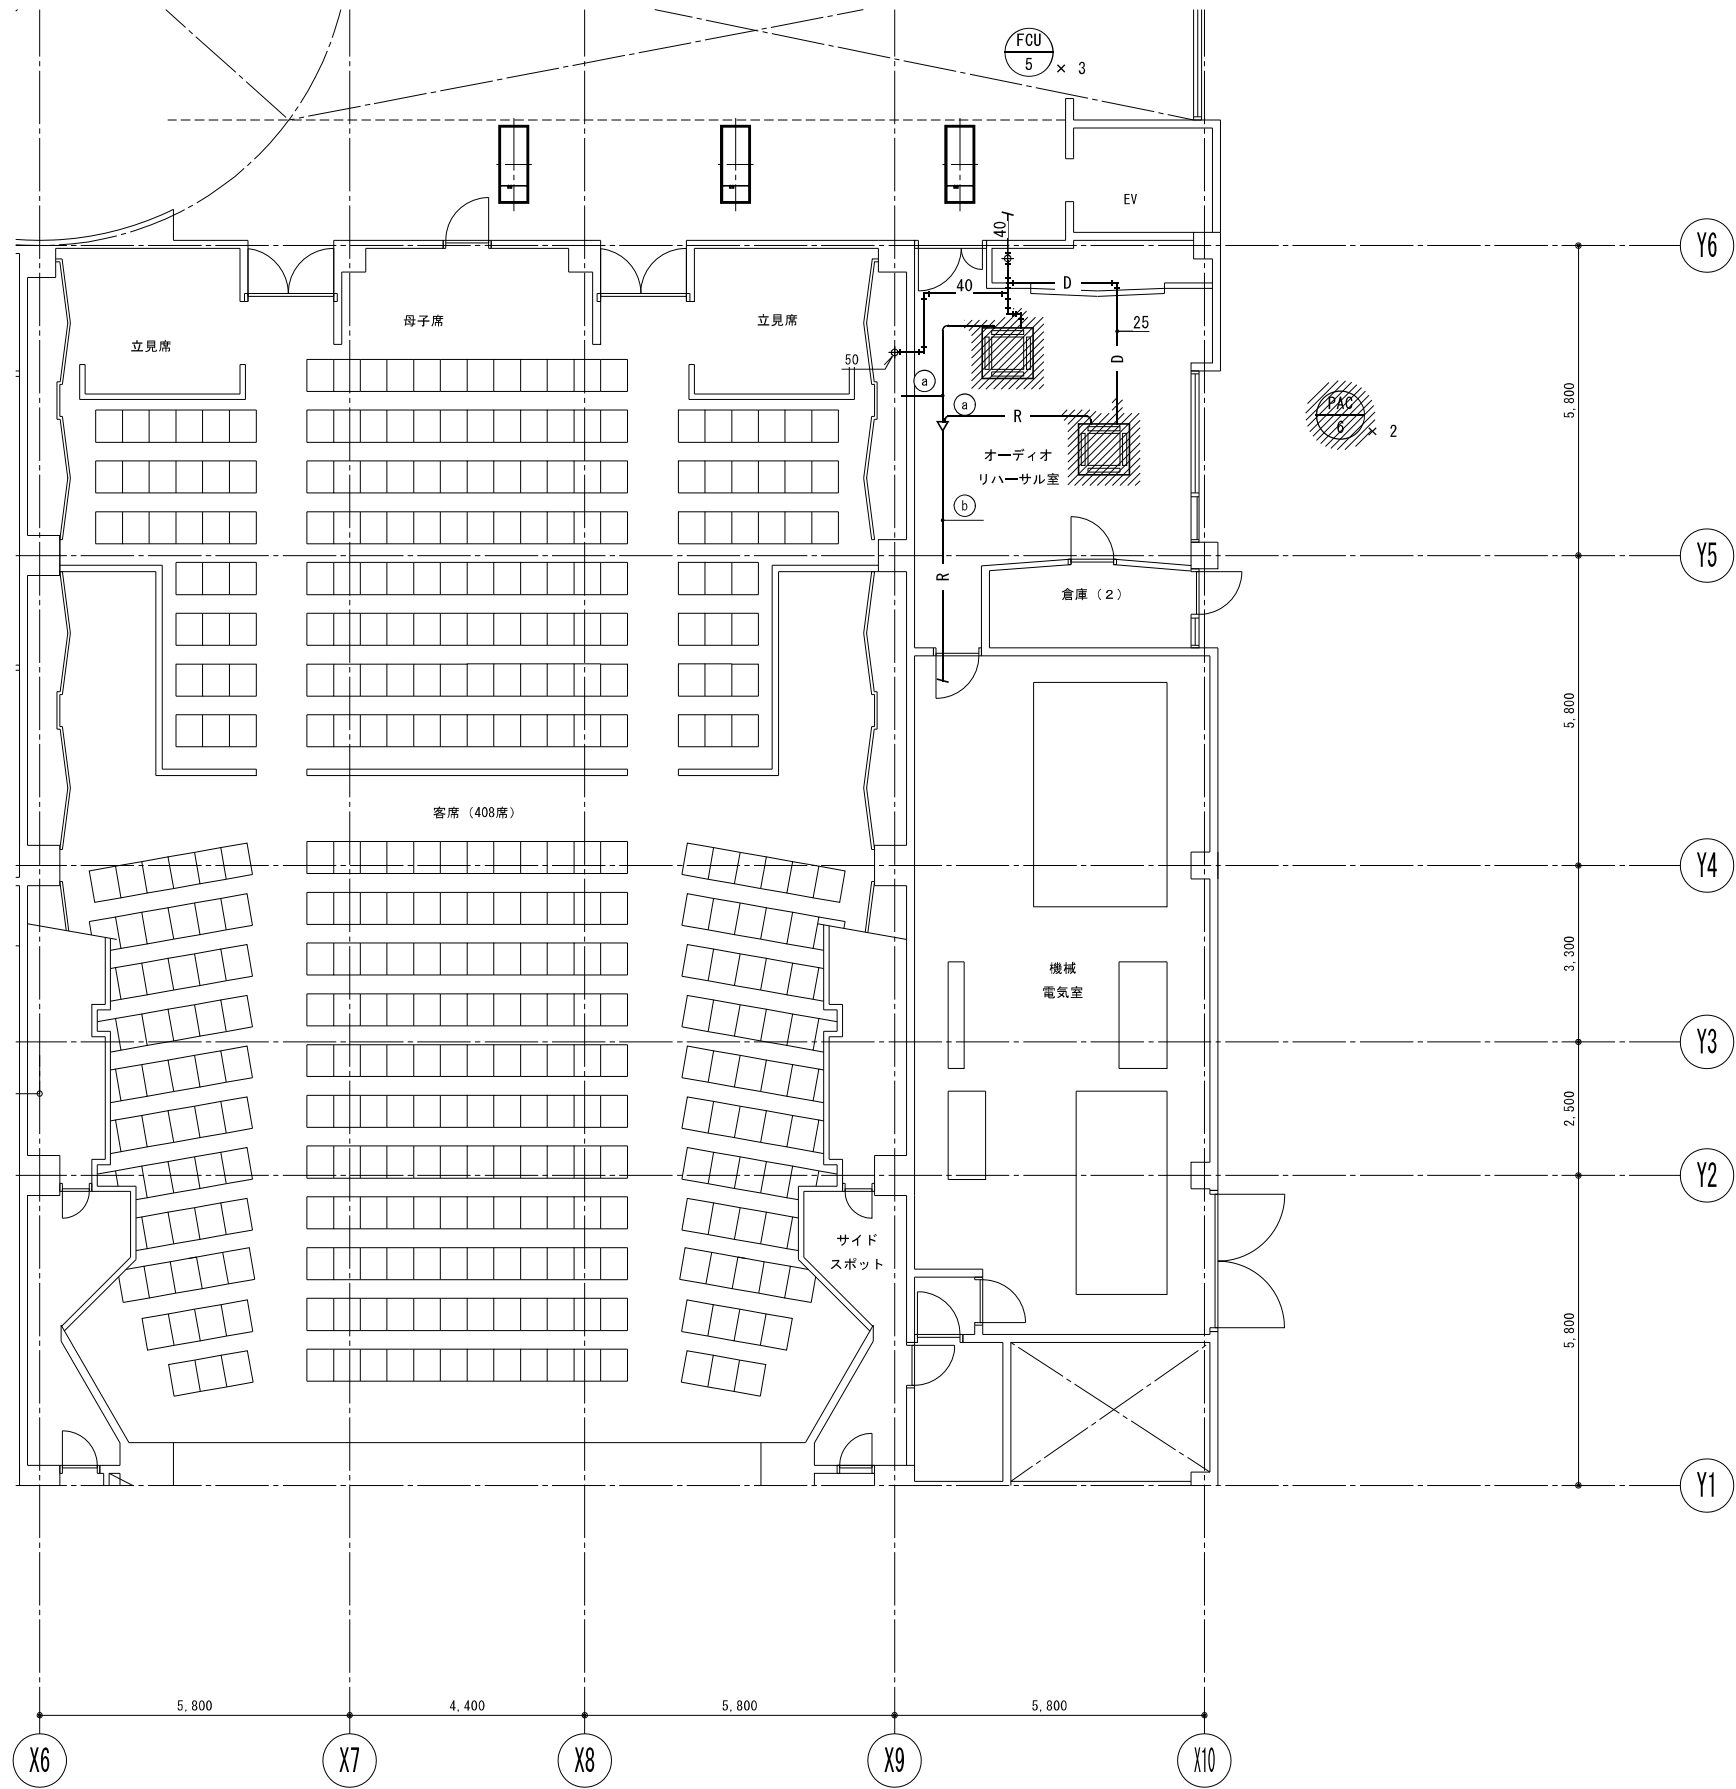 FCU
5 × 3
EV
Y6
40
D
40
25
母子席
立見席
立見席
50
D
a
a
R
PAC
6 × 2
5,800
オーディオ
リハーサル室
b
Y5
R
倉庫（2）
5,800
客席（408席）
Y4
機械
電気室
3,300
Y3
2,500
Y2
サイド
スポット
5,800
Y1
5,800
4,400
5,800
5,800
X6
X7
X8
X9
X10